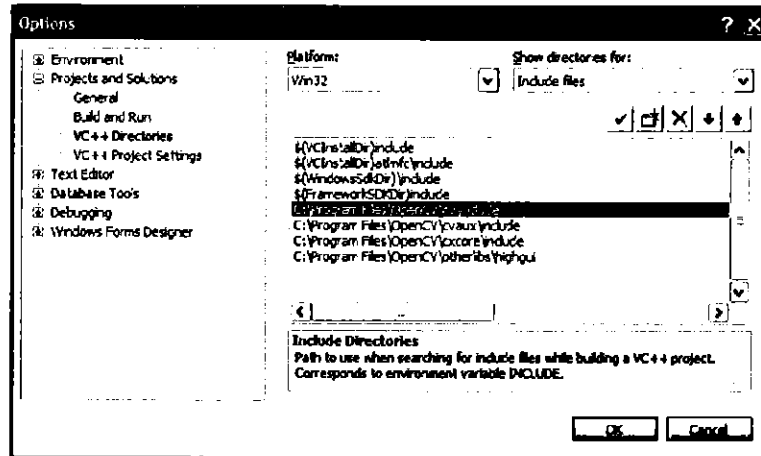 Options
Environment
Projects and Solutions
General
Build and Run
VC++ Directories
VC++ Project Settings
Text Editor
Database Tools
Debugging
Windows Forms Designer
Platform:
Win32
Show directories for:
Include files
$(VCInstallDir)include
$(VCInstallDir)atlmfc\include
$(WindowsSdkDir)\include
$(FrameworkSDKDir)include
C:\Program Files\OpenCV\cvaux\include
C:\Program Files\OpenCV\cxcore\include
C:\Program Files\OpenCV\otherlibs\highgui
Include Directories
Path to use when searching for include files while building a VC++ project.
Corresponds to environment variable INCLUDE.
OK
Cancel